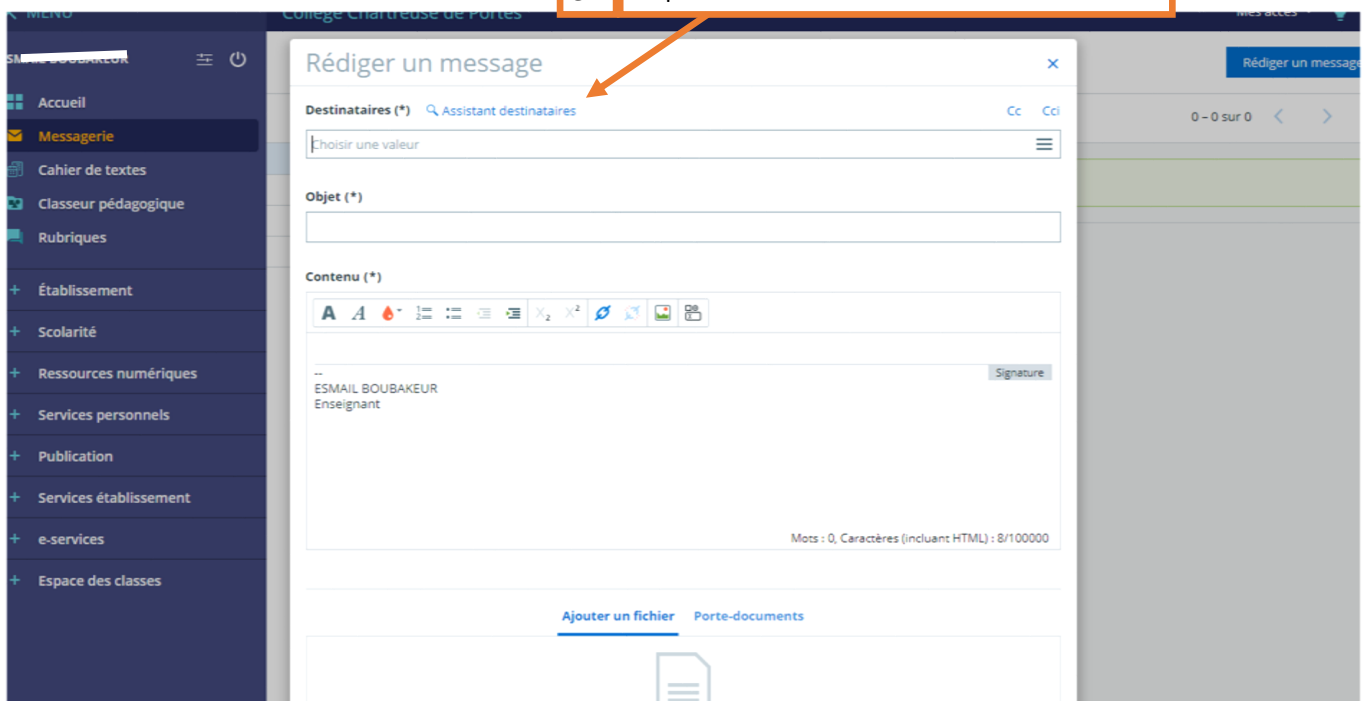 MENU
Collège Chartreuse de Portes
Mes accès
Rédiger un message
Rédiger un message
Accueil
Destinataires (*) Assistant destinataires Cc Cci
0 – 0 sur 0
Messagerie
Choisir une valeur
Cahier de textes
Classeur pédagogique
Objet (*)
Rubriques
Contenu (*)
Établissement
A A X₂ X²
Scolarité
Ressources numériques
--
Signature
ESMAIL BOUBAKEUR
Enseignant
Services personnels
Publication
Services établissement
e-services
Mots : 0, Caractères (incluant HTML) : 8/100000
Espace des classes
Ajouter un fichier Porte-documents